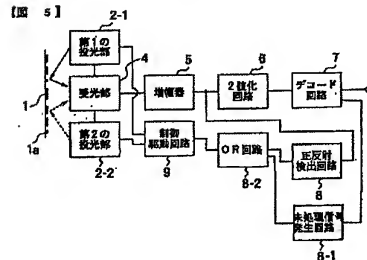 【図 5】
2-1
第1の
投光部
4
受光部
5
増幅器
6
2値化
回路
7
デコード
回路
1
1a
第2の
投光部
2-2
制御
駆動回路
9
OR回路
8-2
正反射
検出回路
8
未処理信号
発生回路
8-1